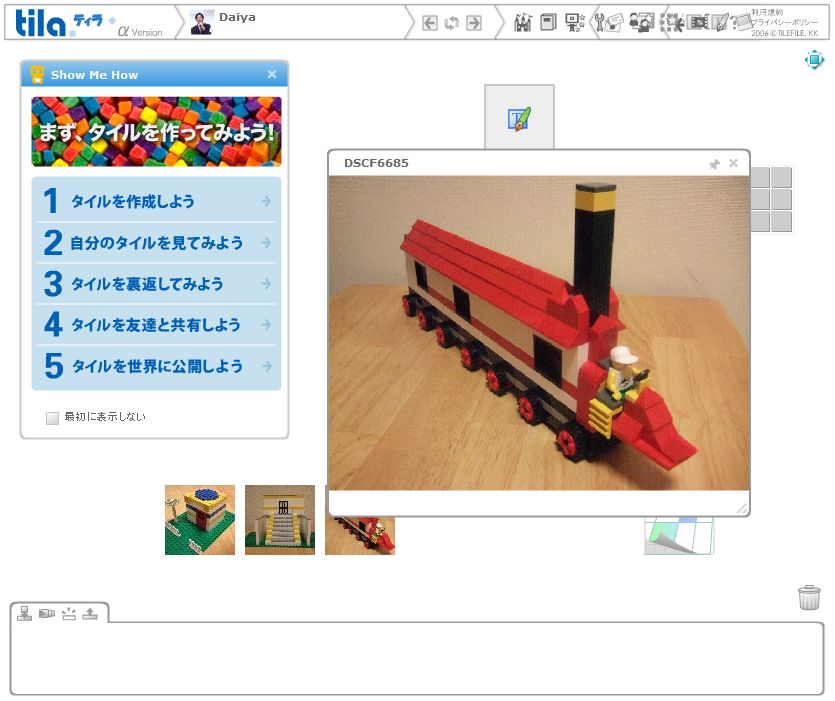 tila ティラ
α Version
Daiya
利用規約
プライバシーポリシー
2006 © TILEFILE, KK
Show Me How
まず、タイルを作ってみよう!
1 タイルを作成しよう
2 自分のタイルを見てみよう
3 タイルを裏返してみよう
4 タイルを友達と共有しよう
5 タイルを世界に公開しよう
最初に表示しない
DSCF6685